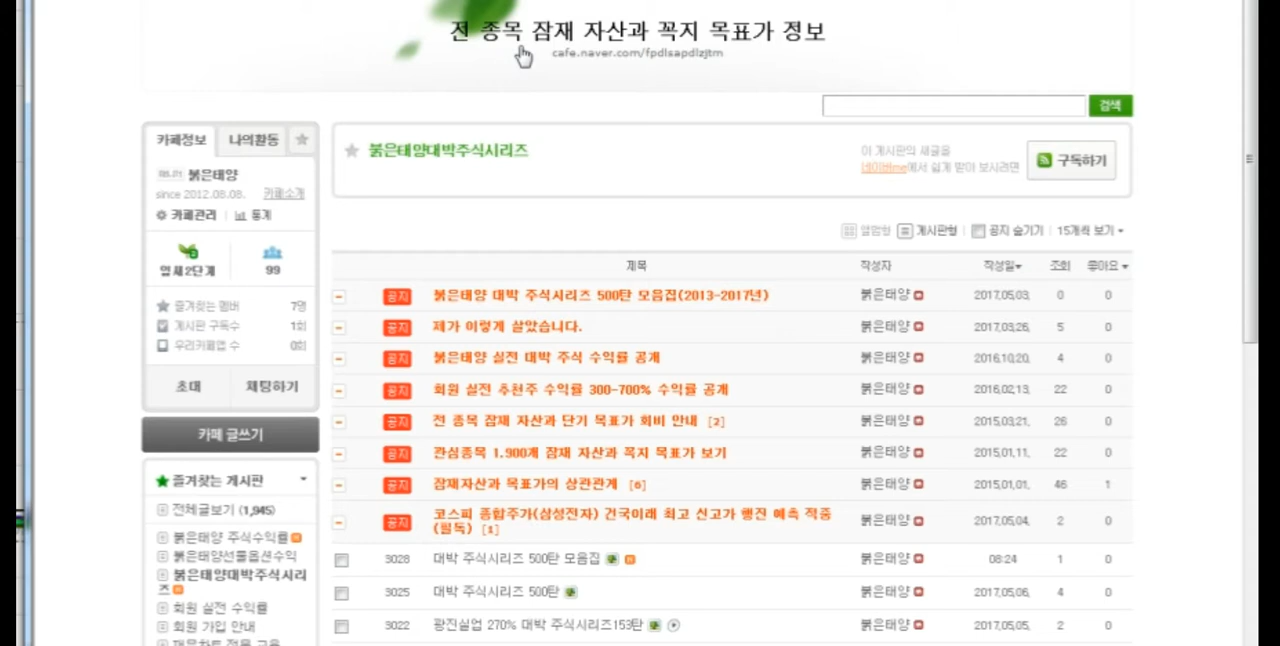 전 종목 잠재 자산과 꼭지 목표가 정보
cafe.naver.com/fpdlsapdlzjtm
검색
카페정보 나의활동
붉은태양
since 2012.08.08. 카페소개
카페관리 통계
잎새2단계 99
즐겨찾는 멤버 7명
게시판 구독수 1회
우리카페앱 수 0회
초대 채팅하기
카페 글쓰기
즐겨찾는 게시판
전체글보기 (1,945)
붉은태양 주식수익률
붉은태양선물옵션수익
붉은태양대박주식시리
즈
회원 실전 수익률
회원 가입 안내
붉은태양대박주식시리즈
이 게시판의 새글을
네이버me에서 쉽게 받아 보시려면
구독하기
앨범형 게시판형 공지 숨기기 15개씩 보기
제목 작성자 작성일 조회 좋아요
공지 붉은태양 대박 주식시리즈 500탄 모음집(2013-2017년) 붉은태양 2017.05.03. 0 0
공지 제가 이렇게 살았습니다. 붉은태양 2017.03.26. 5 0
공지 붉은태양 실전 대박 주식 수익률 공개 붉은태양 2016.10.20. 4 0
공지 회원 실전 추천주 수익률 300-700% 수익률 공개 붉은태양 2016.02.13. 22 0
공지 전 종목 잠재 자산과 단기 목표가 회비 안내 [2] 붉은태양 2015.03.21. 26 0
공지 관심종목 1.900개 잠재 자산과 꼭지 목표가 보기 붉은태양 2015.01.11. 22 0
공지 잠재자산과 목표가의 상관관계 [6] 붉은태양 2015.01.01. 46 1
공지 코스피 종합주가(삼성전자) 건국이래 최고 신고가 행진 예측 적중
(필독) [1] 붉은태양 2017.05.04. 2 0
3028 대박 주식시리즈 500탄 모음집 붉은태양 08:24 1 0
3025 대박 주식시리즈 500탄 붉은태양 2017.05.06. 4 0
3022 광진실업 270% 대박 주식시리즈153탄 붉은태양 2017.05.05. 2 0